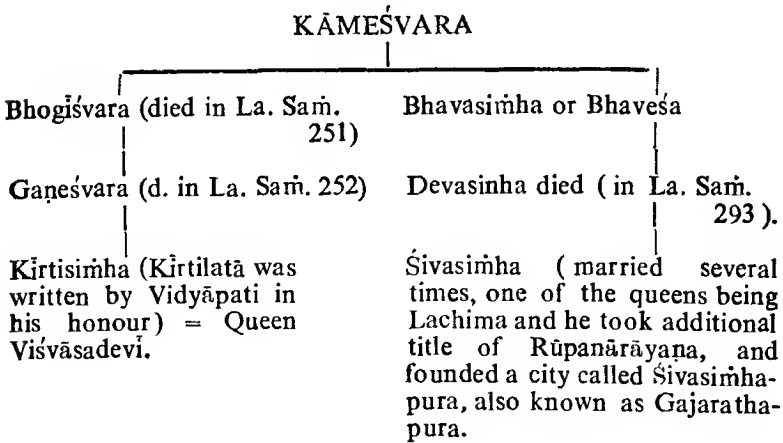 KĀMEŚVARA
Bhogīśvara (died in La. Saṁ. 251)
Bhavasiṁha or Bhaveśa
Gaṇeśvara (d. in La. Saṁ. 252)
Devasinha died ( in La. Saṁ. 293 ).
Kīrtisiṁha (Kīrtilatā was
written by Vidyāpati in
his honour) = Queen
Viśvāsadevī.
Śivasiṁha ( married several
times, one of the queens being
Lachima and he took additional
title of Rūpanārāyaṇa, and
founded a city called Śivasiṁha-
pura, also known as Gajaratha-
pura.